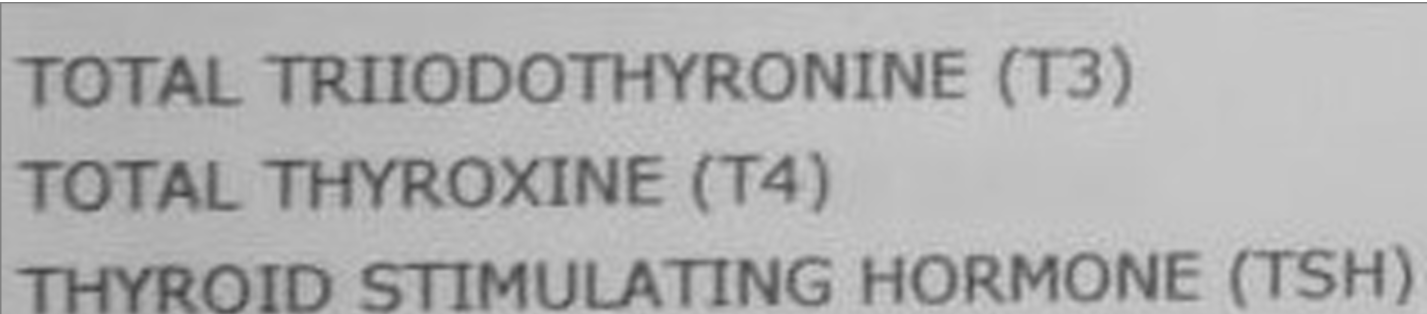 TOTAL TRIIODOTHYRONINE (T3)
TOTAL THYROXINE (T4)
THYROID STIMULATING HORMONE (TSH)